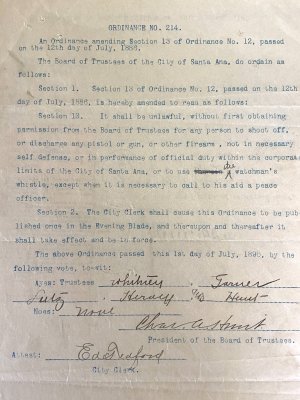 ORDINANCE NO. 214.
An Ordinance amending Section 13 of Ordinance No. 12, passed
on the 12th day of July, 1886.
The Board of Trustees of the City of Santa Ana, do ordain as
follows:
Section 1. Section 13 of Ordinance No. 12, passed on the 12th
day of July, 1886, is hereby amended to read as follows:
Section 13. It shall be unlawful, without first obtaining
permission from the Board of Trustees for any person to shoot off,
or discharge any pistol or gun, or other firearm, not in necessary
self defense, or in performance of official duty within the corporate
limits of the City of Santa Ana, or to use the watchman's
whistle, except when it is necessary to call to his aid a peace
officer.
Section 2. The City Clerk shall cause this Ordinance to be pub
lished once in the Evening Blade, and thereupon and thereafter it
shall take effect and be in force.
The above Ordinance passed this 1st day of July, 1895, by the
following vote, to-wit:
Ayes: Trustees Whitney, Turner
Hervey and Hunt
Noes: None
Chas. A. Hunt
President of the Board of Trustees.
Attest: Ed Tedford
City Clerk.